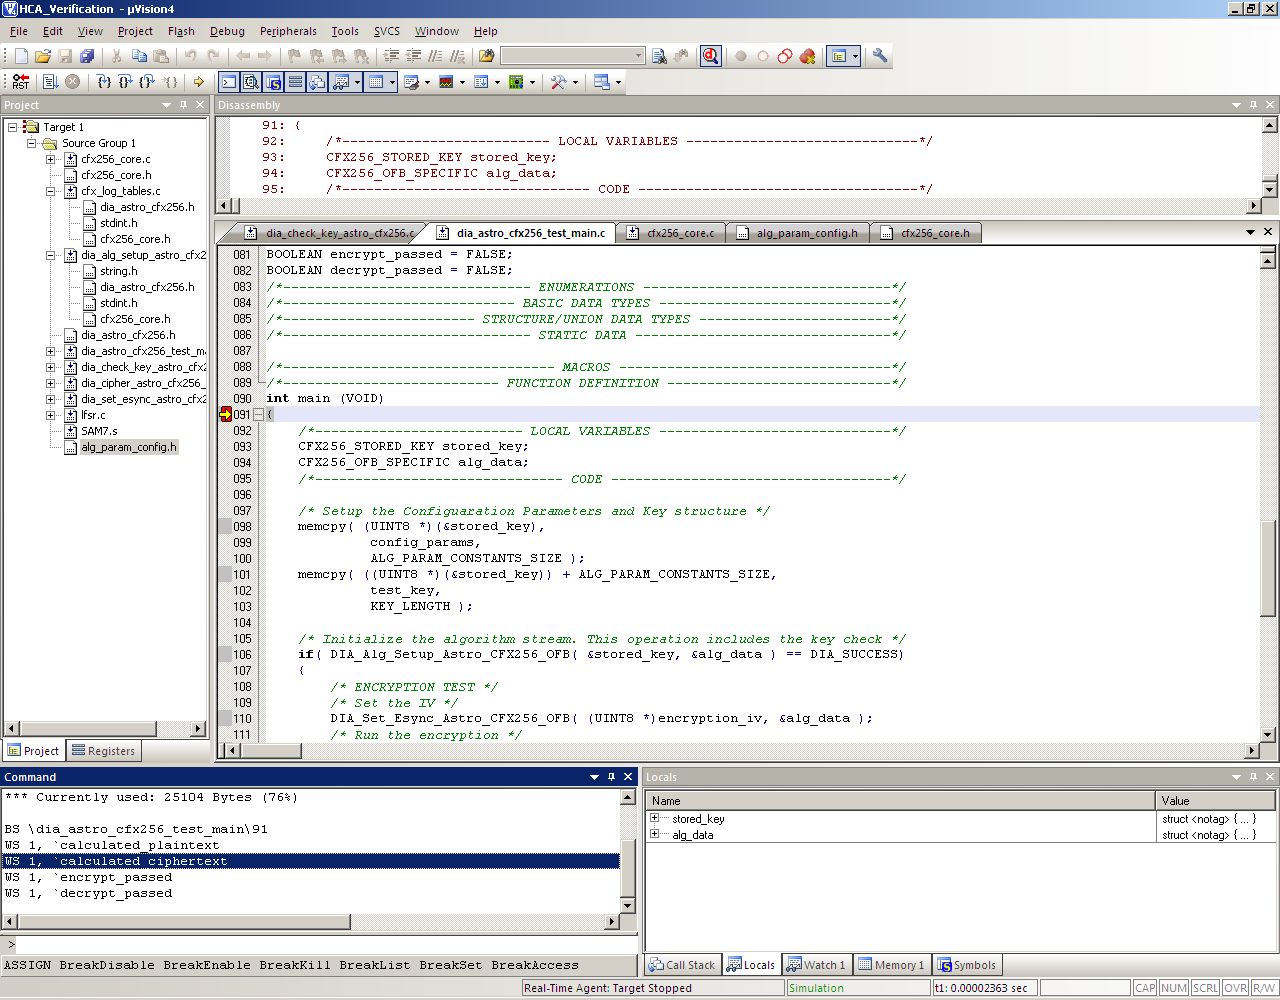 HCA_Verification - µVision4
File Edit View Project Flash Debug Peripherals Tools SVCS Window Help
RST
Project
Target 1
Source Group 1
cfx256_core.c
cfx256_core.h
cfx_log_tables.c
dia_astro_cfx256.h
stdint.h
cfx256_core.h
dia_alg_setup_astro_cfx2
string.h
dia_astro_cfx256.h
stdint.h
cfx256_core.h
dia_astro_cfx256.h
dia_astro_cfx256_test_m
dia_check_key_astro_cfx2
dia_cipher_astro_cfx256_
dia_set_esync_astro_cfx2
lfsr.c
SAM7.s
alg_param_config.h
Project Registers
Disassembly
91: {
92: /*-------------------------- LOCAL VARIABLES -----------------------------*/
93: CFX256_STORED_KEY stored_key;
94: CFX256_OFB_SPECIFIC alg_data;
95: /*------------------------------- CODE -----------------------------------*/
dia_check_key_astro_cfx256.c dia_astro_cfx256_test_main.c cfx256_core.c alg_param_config.h cfx256_core.h
081 BOOLEAN encrypt_passed = FALSE;
082 BOOLEAN decrypt_passed = FALSE;
083 /*------------------------------- ENUMERATIONS -------------------------------*/
084 /*----------------------------- BASIC DATA TYPES -----------------------------*/
085 /*------------------------ STRUCTURE/UNION DATA TYPES ------------------------*/
086 /*------------------------------- STATIC DATA --------------------------------*/
087
088 /*---------------------------------- MACROS ----------------------------------*/
089 /*--------------------------- FUNCTION DEFINITION ----------------------------*/
090 int main (VOID)
091 {
092 /*-------------------------- LOCAL VARIABLES -----------------------------*/
093 CFX256_STORED_KEY stored_key;
094 CFX256_OFB_SPECIFIC alg_data;
095 /*------------------------------- CODE -----------------------------------*/
096
097 /* Setup the Configuaration Parameters and Key structure */
098 memcpy( (UINT8 *)(&stored_key),
099 config_params,
100 ALG_PARAM_CONSTANTS_SIZE );
101 memcpy( ((UINT8 *)(&stored_key)) + ALG_PARAM_CONSTANTS_SIZE,
102 test_key,
103 KEY_LENGTH );
104
105 /* Initialize the algorithm stream. This operation includes the key check */
106 if( DIA_Alg_Setup_Astro_CFX256_OFB( &stored_key, &alg_data ) == DIA_SUCCESS)
107 {
108 /* ENCRYPTION TEST */
109 /* Set the IV */
110 DIA_Set_Esync_Astro_CFX256_OFB( (UINT8 *)encryption_iv, &alg_data );
111 /* Run the encryption */
Command
*** Currently used: 25104 Bytes (76%)
BS \dia_astro_cfx256_test_main\91
WS 1, `calculated_plaintext
WS 1, `calculated_ciphertext
WS 1, `encrypt_passed
WS 1, `decrypt_passed
>
ASSIGN BreakDisable BreakEnable BreakKill BreakList BreakSet BreakAccess
Locals
Name Value
stored_key struct <notag> { ... }
alg_data struct <notag> { ... }
Call Stack Locals Watch 1 Memory 1 Symbols
Real-Time Agent: Target Stopped Simulation t1: 0.00002363 sec CAP NUM SCRL OVR R/W